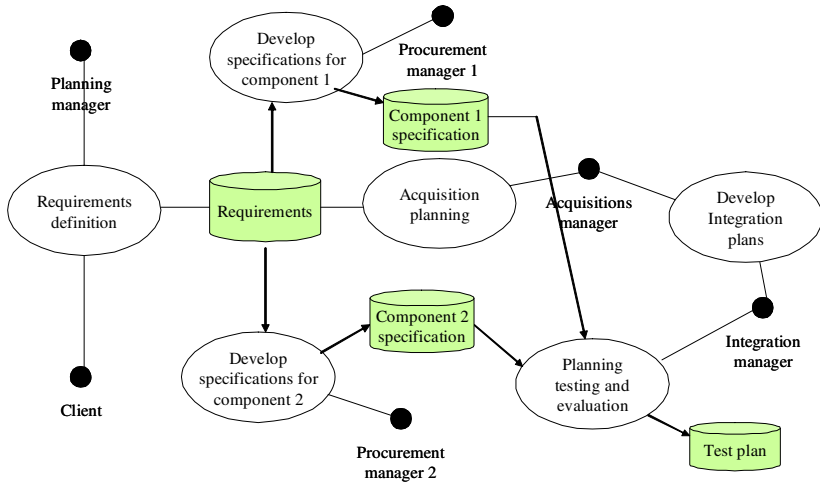 Develop
specifications for
component 1
Procurement
manager 1
Planning
manager
Component 1
specification
Requirements
definition
Requirements
Acquisition
planning
Acquisitions
manager
Develop
Integration
plans
Component 2
specification
Develop
specifications for
component 2
Planning
testing and
evaluation
Integration
manager
Client
Procurement
manager 2
Test plan